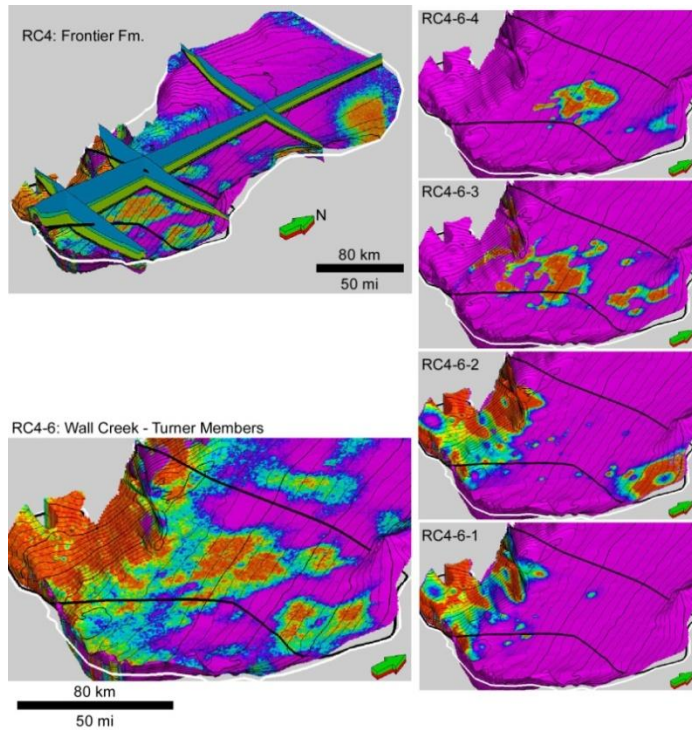 RC4: Frontier Fm.
N
80 km
50 mi
RC4-6: Wall Creek - Turner Members
80 km
50 mi
RC4-6-4
RC4-6-3
RC4-6-2
RC4-6-1